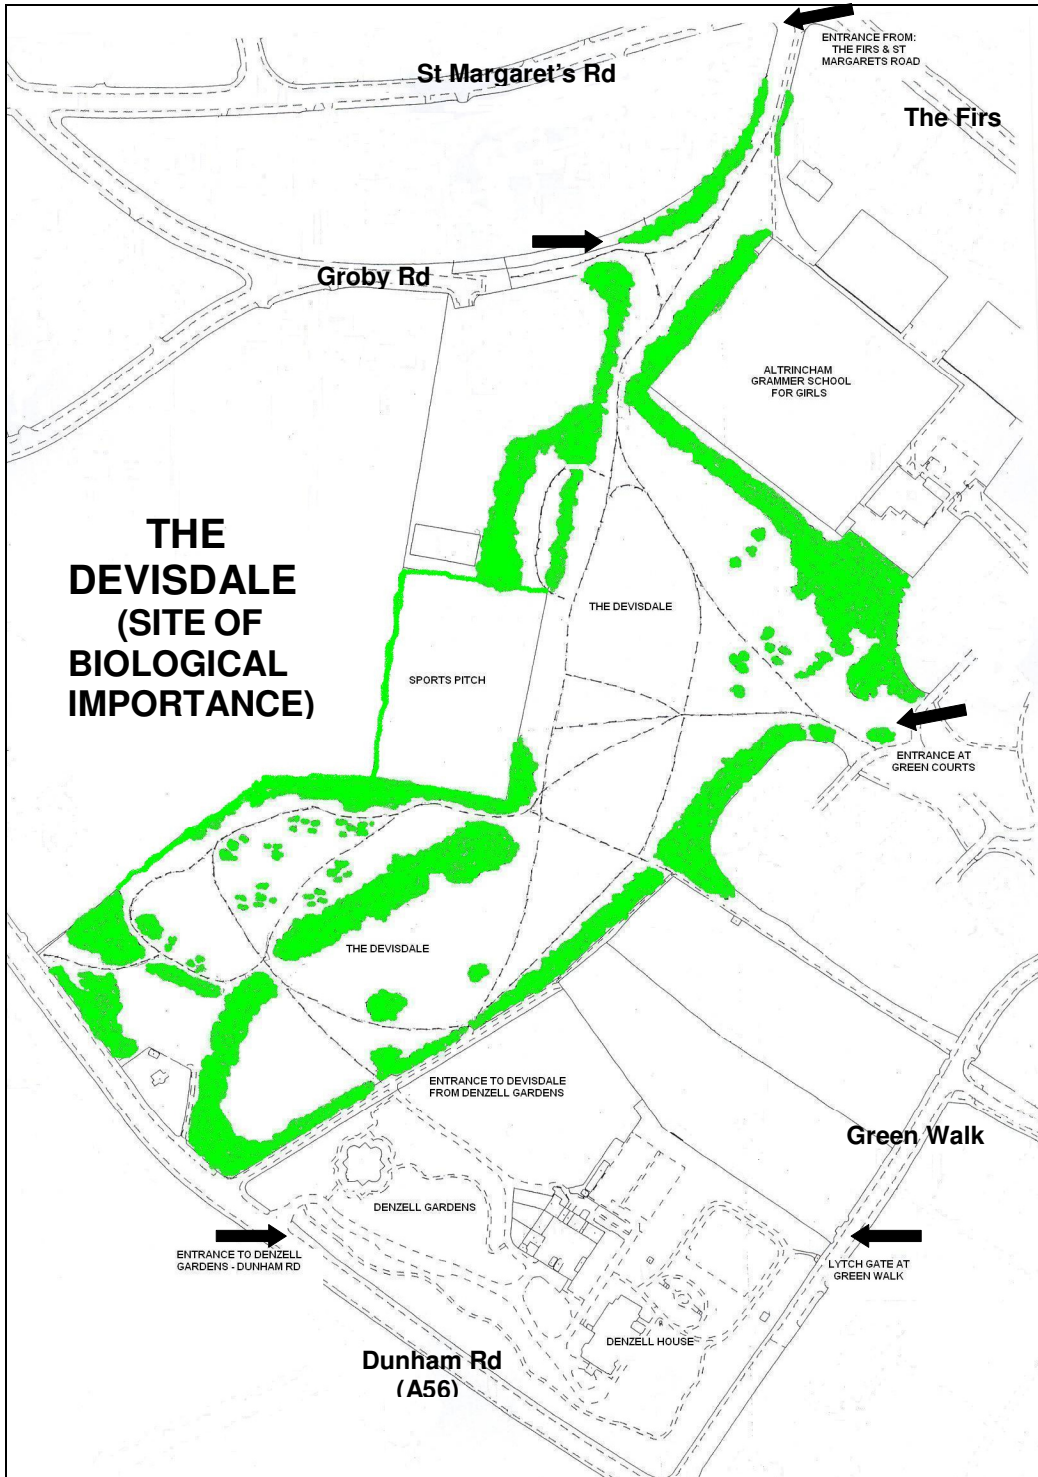 ENTRANCE FROM:
THE FIRS & ST
MARGARETS ROAD
St Margaret's Rd
The Firs
Groby Rd
ALTRINCHAM
GRAMMER SCHOOL
FOR GIRLS
THE
DEVISDALE
(SITE OF
BIOLOGICAL
IMPORTANCE)
THE DEVISDALE
SPORTS PITCH
ENTRANCE AT
GREEN COURTS
THE DEVISDALE
ENTRANCE TO DEVISDALE
FROM DENZELL GARDENS
Green Walk
DENZELL GARDENS
ENTRANCE TO DENZELL
GARDENS - DUNHAM RD
LYTCH GATE AT
GREEN WALK
DENZELL HOUSE
Dunham Rd
(A56)